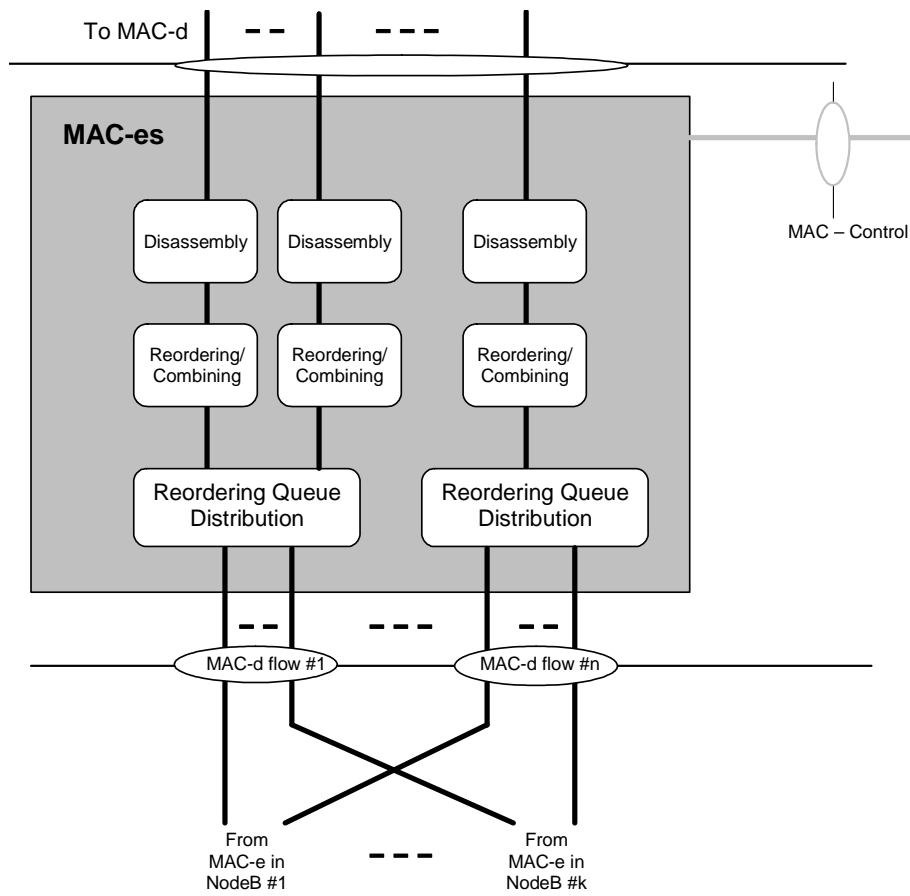 To MAC-d
MAC-es
MAC – Control
Disassembly
Disassembly
Disassembly
Reordering/
Combining
Reordering/
Combining
Reordering/
Combining
Reordering Queue
Distribution
Reordering Queue
Distribution
MAC-d flow #1
MAC-d flow #n
From
MAC-e in
NodeB #1
From
MAC-e in
NodeB #k